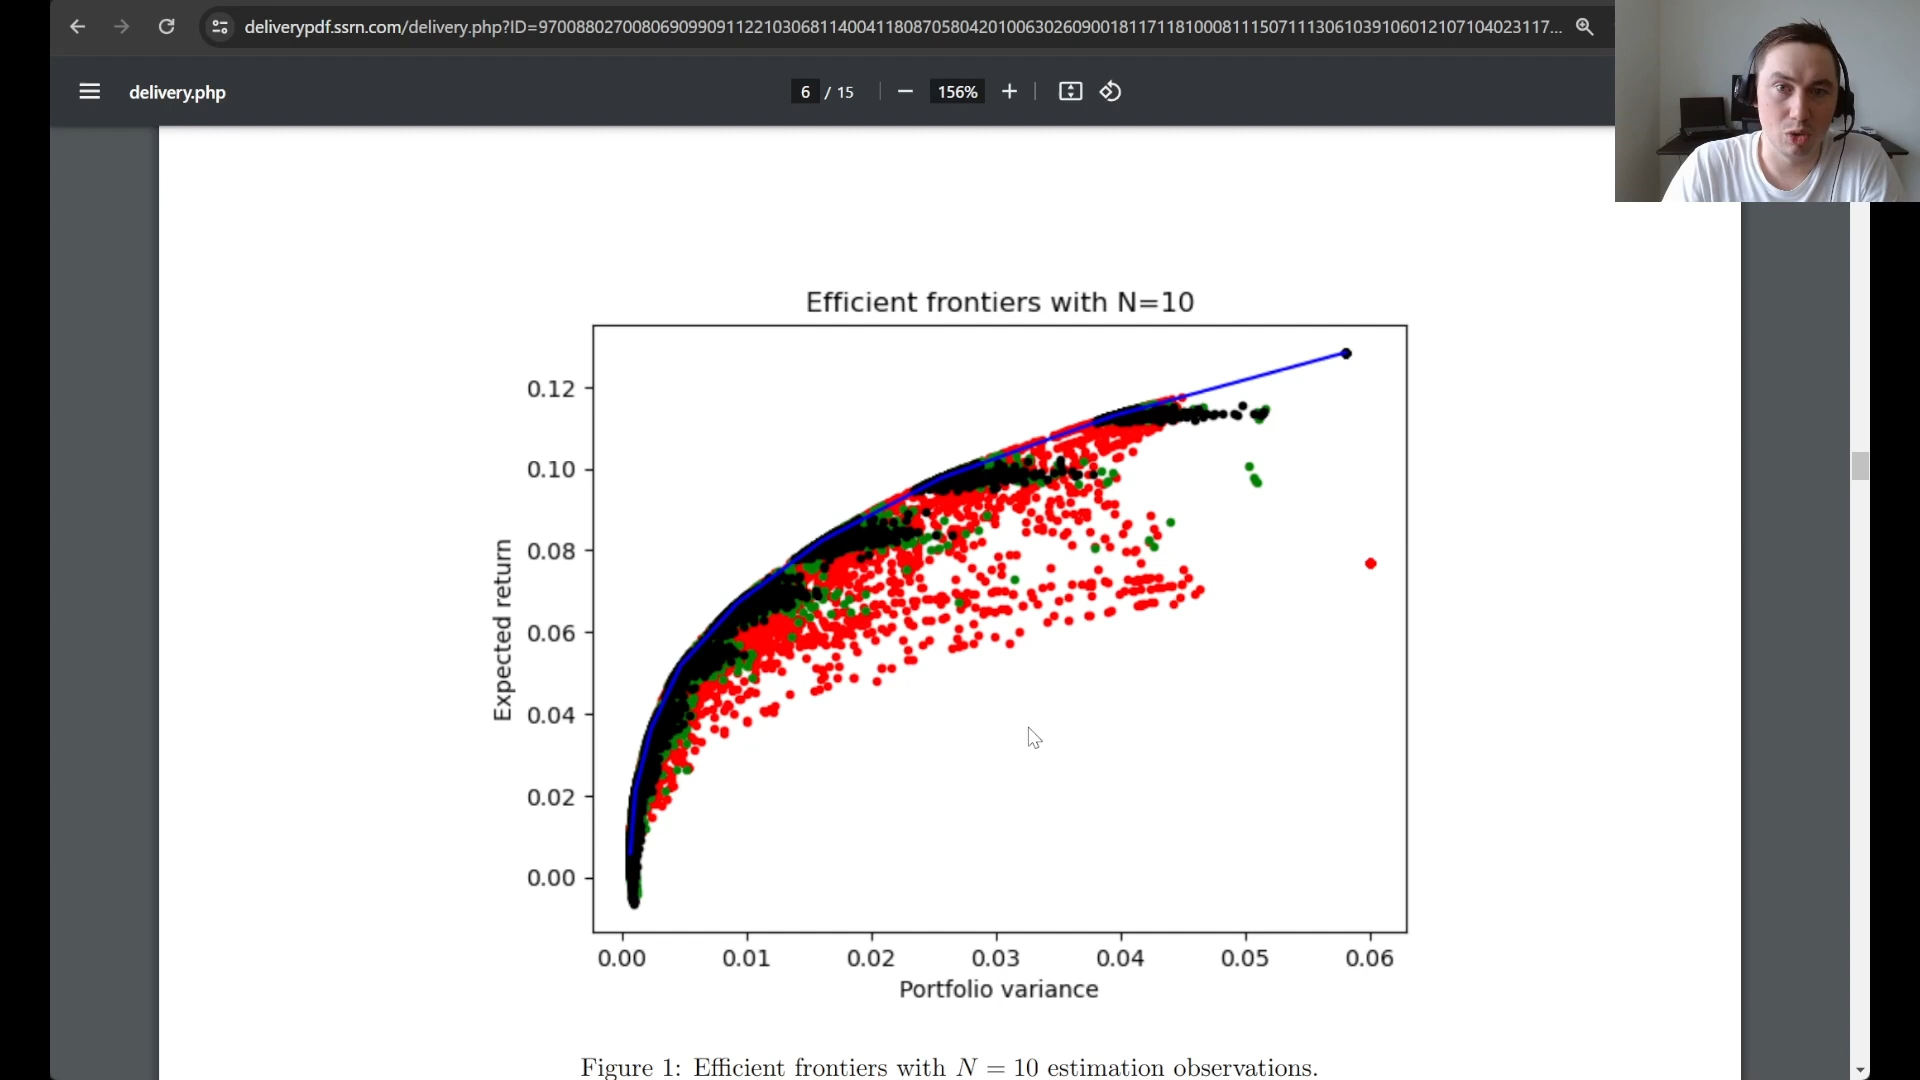 deliverypdf.ssrn.com/delivery.php?ID=970088027008069099091122103068114004118087058042010063026090018117118100081115071113061039106012107104023117...
delivery.php
6 / 15
156%
Efficient frontiers with N=10
Expected return
0.12
0.10
0.08
0.06
0.04
0.02
0.00
0.00 0.01 0.02 0.03 0.04 0.05 0.06
Portfolio variance
Figure 1: Efficient frontiers with N = 10 estimation observations.